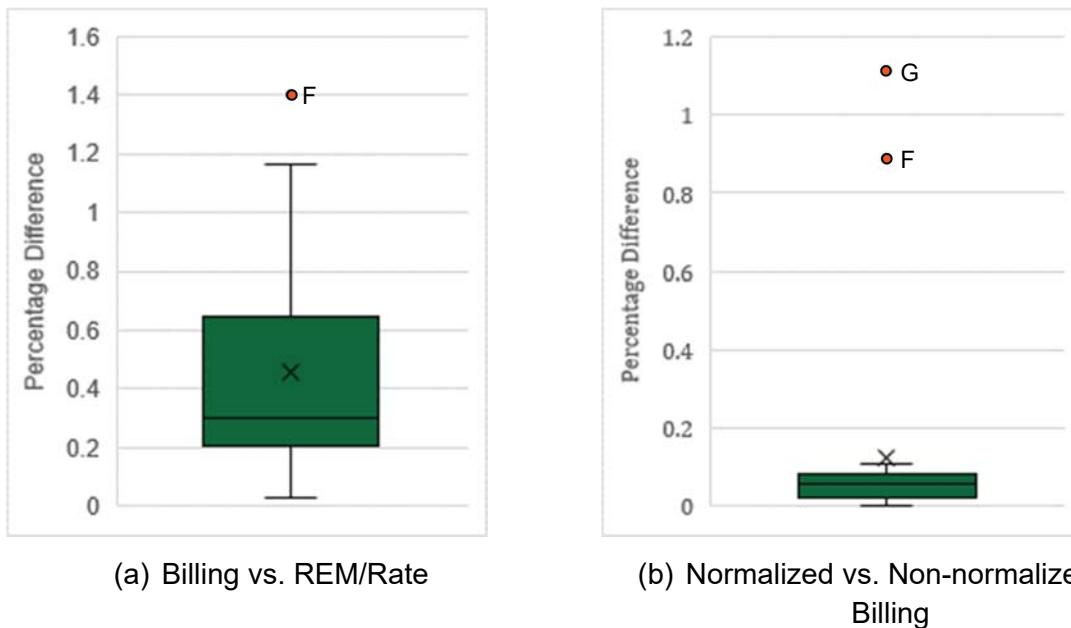 1.6
1.4
F
1.2
1
0.8
0.6
0.4
0.2
0
Percentage Difference
(a) Billing vs. REM/Rate
1.2
G
1
F
0.8
0.6
0.4
0.2
0
Percentage Difference
(b) Normalized vs. Non-normalize
Billing